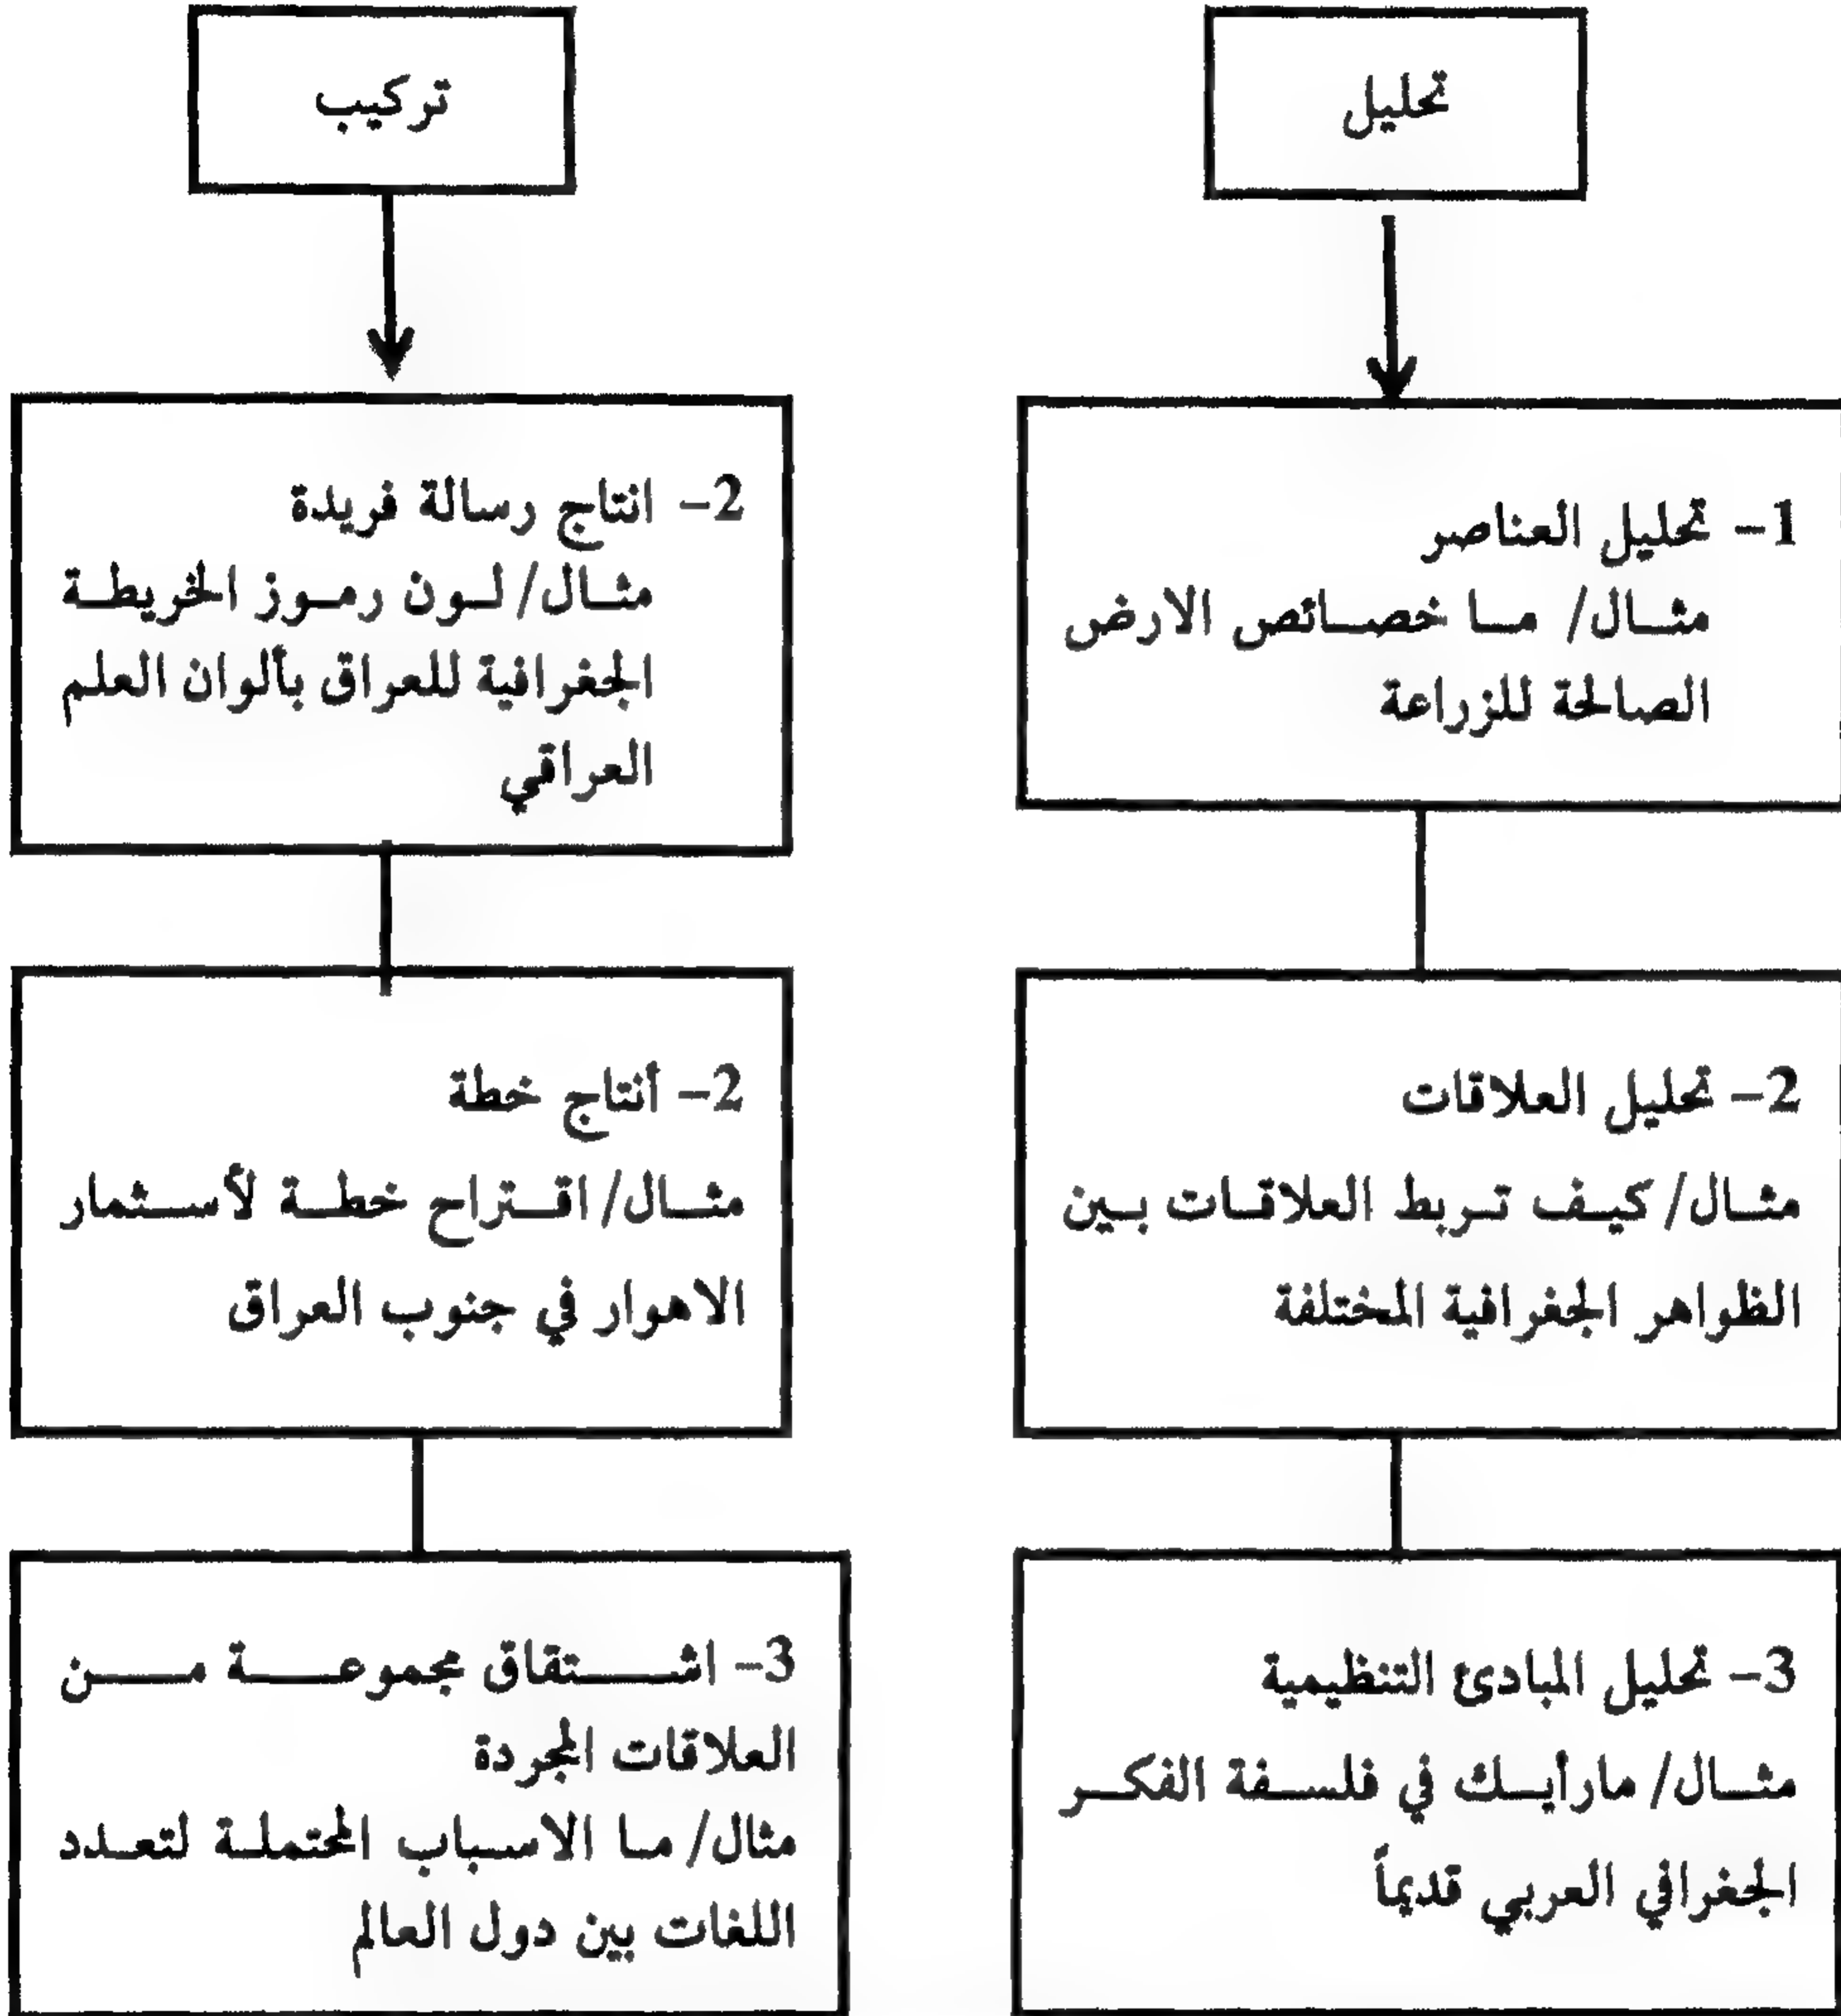 تحليل
1- تحليل العناصر
مثال/ ما خصائص الارض
الصالحة للزراعة
2- تحليل العلاقات
مثال/ كيف تربط العلاقات بين
الظواهر الجغرافية المختلفة
3- تحليل المبادئ التنظيمية
مثال/ مارأيك في فلسفة الفكر
الجغرافي العربي قديماً
تركيب
2- انتاج رسالة فريدة
مثال/ لون رموز الخريطة
الجغرافية للعراق بألوان العلم
العراقي
2- أنتاج خطة
مثال/ اقتراح خطة لأستثمار
الاهوار في جنوب العراق
3- اشتقاق مجموعة من
العلاقات المجردة
مثال/ ما الاسباب المحتملة لتعدد
اللغات بين دول العالم